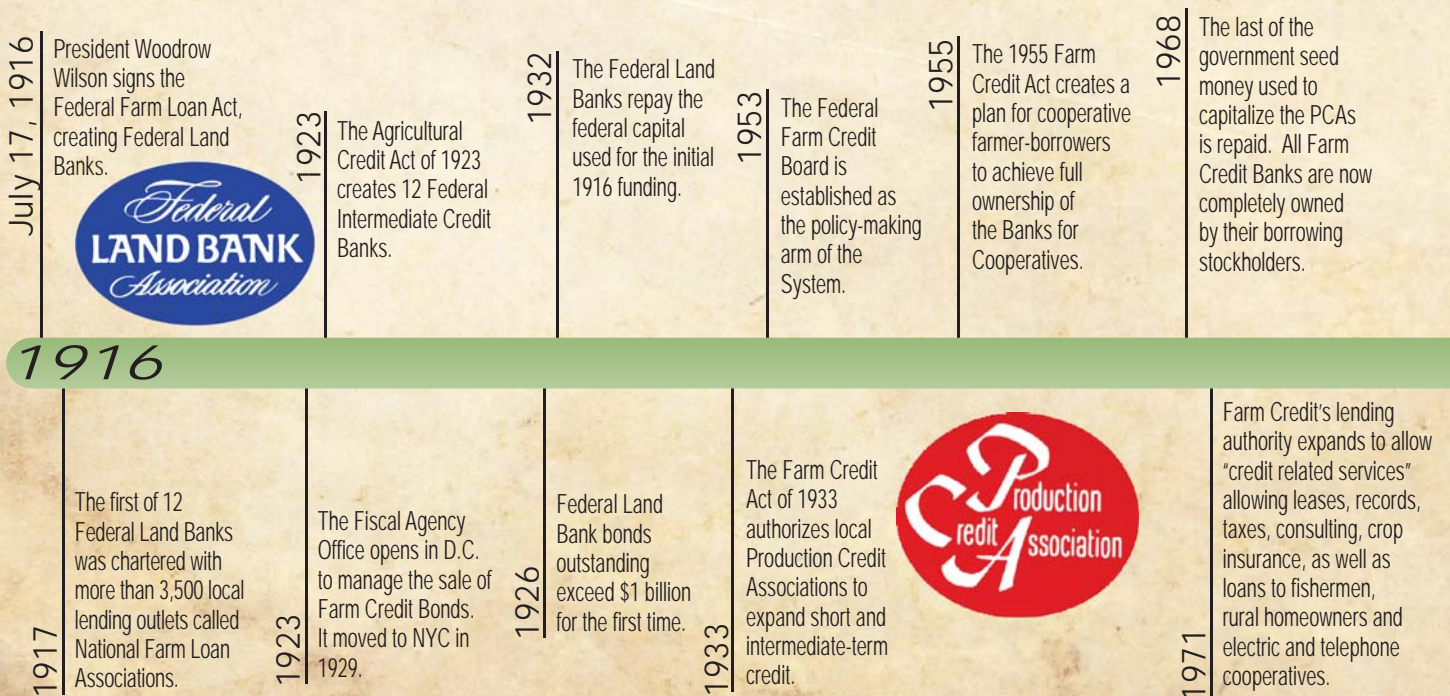 July 17, 1916
President Woodrow
Wilson signs the
Federal Farm Loan Act,
creating Federal Land
Banks.
Federal
LAND BANK
Association
1923
The Agricultural
Credit Act of 1923
creates 12 Federal
Intermediate Credit
Banks.
1932
The Federal Land
Banks repay the
federal capital
used for the initial
1916 funding.
1953
The Federal
Farm Credit
Board is
established as
the policy-making
arm of the
System.
1955
The 1955 Farm
Credit Act creates a
plan for cooperative
farmer-borrowers
to achieve full
ownership of
the Banks for
Cooperatives.
1968
The last of the
government seed
money used to
capitalize the PCAs
is repaid. All Farm
Credit Banks are now
completely owned
by their borrowing
stockholders.
1916
1917
The first of 12
Federal Land Banks
was chartered with
more than 3,500 local
lending outlets called
National Farm Loan
Associations.
1923
The Fiscal Agency
Office opens in D.C.
to manage the sale of
Farm Credit Bonds.
It moved to NYC in
1929.
1926
Federal Land
Bank bonds
outstanding
exceed $1 billion
for the first time.
1933
The Farm Credit
Act of 1933
authorizes local
Production Credit
Associations to
expand short and
intermediate-term
credit.
Production
Credit
Association
1971
Farm Credit's lending
authority expands to allow
“credit related services”
allowing leases, records,
taxes, consulting, crop
insurance, as well as
loans to fishermen,
rural homeowners and
electric and telephone
cooperatives.